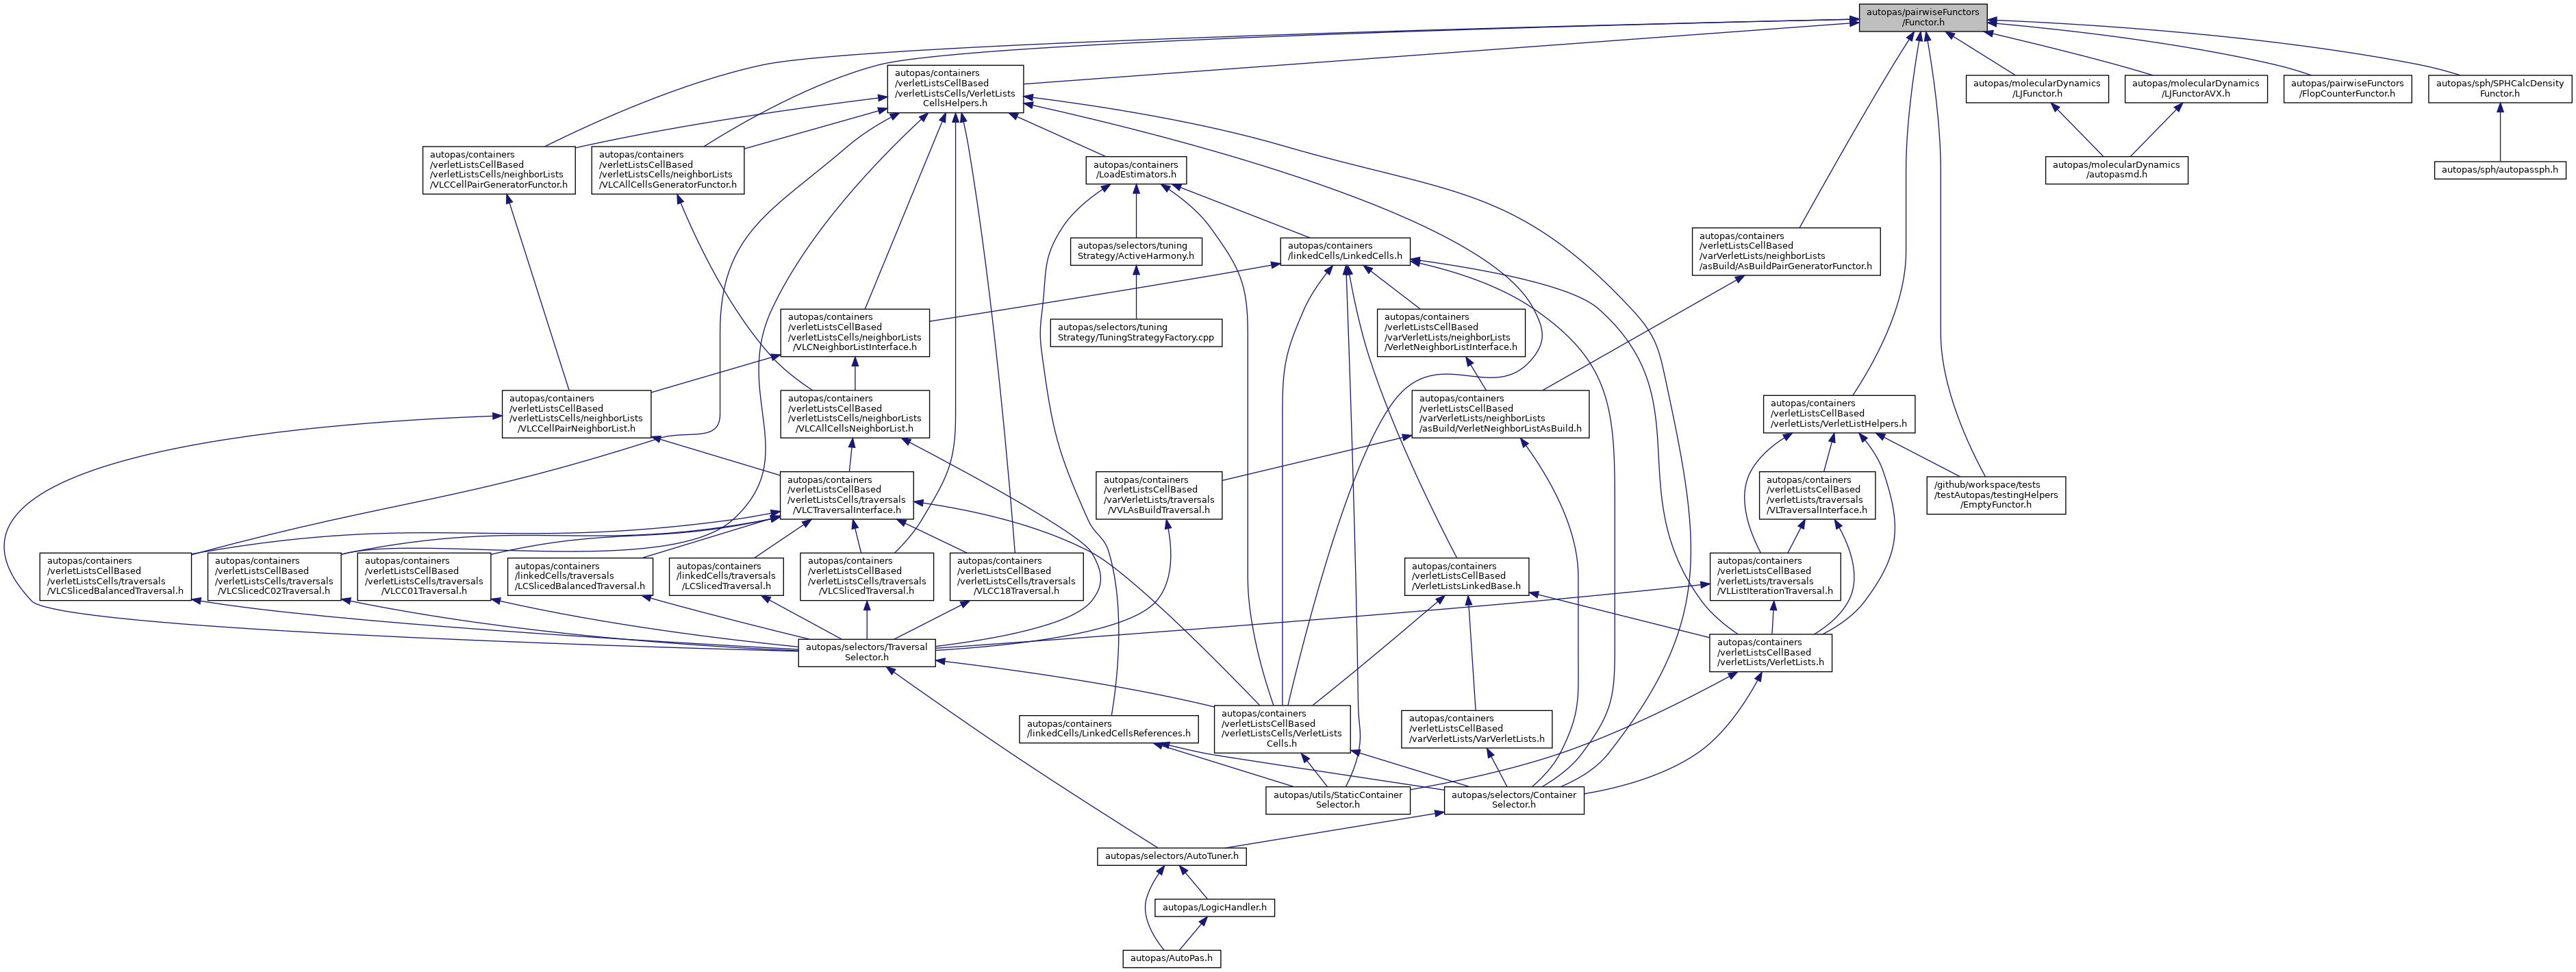 autopas/pairwiseFunctors
/Functor.h
autopas/containers
/verletListsCellBased
/verletListsCells/VerletLists
CellsHelpers.h
autopas/molecularDynamics
/LJFunctor.h
autopas/molecularDynamics
/LJFunctorAVX.h
autopas/pairwiseFunctors
/FlopCounterFunctor.h
autopas/sph/SPHCalcDensity
Functor.h
autopas/containers
/verletListsCellBased
/verletListsCells/neighborLists
/VLCCellPairGeneratorFunctor.h
autopas/containers
/verletListsCellBased
/verletListsCells/neighborLists
/VLCAllCellsGeneratorFunctor.h
autopas/containers
/LoadEstimators.h
autopas/molecularDynamics
/autopasmd.h
autopas/sph/autopassph.h
autopas/selectors/tuning
Strategy/ActiveHarmony.h
autopas/containers
/linkedCells/LinkedCells.h
autopas/containers
/verletListsCellBased
/varVerletLists/neighborLists
/asBuild/AsBuildPairGeneratorFunctor.h
autopas/containers
/verletListsCellBased
/verletListsCells/neighborLists
/VLCNeighborListInterface.h
autopas/selectors/tuning
Strategy/TuningStrategyFactory.cpp
autopas/containers
/verletListsCellBased
/varVerletLists/neighborLists
/VerletNeighborListInterface.h
autopas/containers
/verletListsCellBased
/verletListsCells/neighborLists
/VLCCellPairNeighborList.h
autopas/containers
/verletListsCellBased
/verletListsCells/neighborLists
/VLCAllCellsNeighborList.h
autopas/containers
/verletListsCellBased
/varVerletLists/neighborLists
/asBuild/VerletNeighborListAsBuild.h
autopas/containers
/verletListsCellBased
/verletLists/VerletListHelpers.h
autopas/containers
/verletListsCellBased
/verletListsCells/traversals
/VLCTraversalInterface.h
autopas/containers
/verletListsCellBased
/varVerletLists/traversals
/VVLAsBuildTraversal.h
autopas/containers
/verletListsCellBased
/verletLists/traversals
/VLTraversalInterface.h
/github/workspace/tests
/testAutopas/testingHelpers
/EmptyFunctor.h
autopas/containers
/verletListsCellBased
/verletListsCells/traversals
/VLCSlicedBalancedTraversal.h
autopas/containers
/verletListsCellBased
/verletListsCells/traversals
/VLCSlicedC02Traversal.h
autopas/containers
/verletListsCellBased
/verletListsCells/traversals
/VLCC01Traversal.h
autopas/containers
/linkedCells/traversals
/LCSlicedBalancedTraversal.h
autopas/containers
/linkedCells/traversals
/LCSlicedTraversal.h
autopas/containers
/verletListsCellBased
/verletListsCells/traversals
/VLCSlicedTraversal.h
autopas/containers
/verletListsCellBased
/verletListsCells/traversals
/VLCC18Traversal.h
autopas/containers
/verletListsCellBased
/VerletListsLinkedBase.h
autopas/containers
/verletListsCellBased
/verletLists/traversals
/VLListIterationTraversal.h
autopas/selectors/Traversal
Selector.h
autopas/containers
/verletListsCellBased
/verletLists/VerletLists.h
autopas/containers
/linkedCells/LinkedCellsReferences.h
autopas/containers
/verletListsCellBased
/verletListsCells/VerletLists
Cells.h
autopas/containers
/verletListsCellBased
/varVerletLists/VarVerletLists.h
autopas/utils/StaticContainer
Selector.h
autopas/selectors/Container
Selector.h
autopas/selectors/AutoTuner.h
autopas/LogicHandler.h
autopas/AutoPas.h